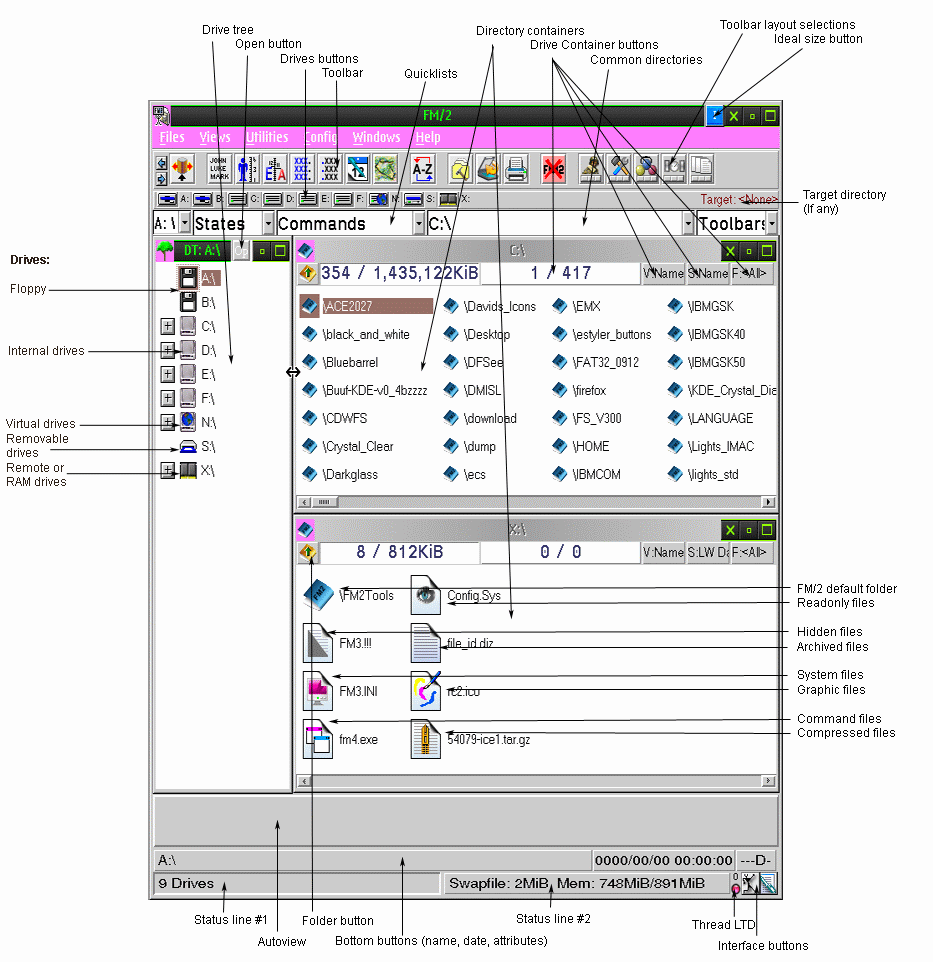 Drive tree
Open button
Drives buttons
Toolbar
Quicklists
Directory containers
Drive Container buttons
Common directories
Toolbar layout selections
Ideal size button
FM/2
Files Views Utilities Config Windows Help
JOHN LUKE MARK
A-Z
A: B: C: D: E: F: N: S: X:
Target: <None>
Target directory
(if any)
A:\ States Commands C:\ Toolbars
Drives:
Floppy
Internal drives
Virtual drives
Removable
drives
Remote or
RAM drives
DT: A:\
A:\
B:\
C:\
D:\
E:\
F:\
N:\
S:\
X:\
C:\
354 / 1,435,122KiB 1 / 417 V:Name S:Name F:<All>
\ACE2027 \Davids_Icons \EMX \IBMGSK
\black_and_white \Desktop \estyler_buttons \IBMGSK40
\Bluebarrel \DFSee \FAT32_0912 \IBMGSK50
\Buuf-KDE-v0_4bzzzz \DMISL \firefox \KDE_Crystal_Dia
\CDWFS \download \FS_V300 \LANGUAGE
\Crystal_Clear \dump \HOME \Lights_IMAC
\Darkglass \ecs \IBMCOM \lights_std
X:\
8 / 812KiB 0 / 0 V:Name S:LW Da F:<All>
\FM2Tools Config.Sys
FM3.!!! file_id.diz
FM3.INI rc2.ico
fm4.exe 54079-ice1.tar.gz
FM/2 default folder
Readonly files
Hidden files
Archived files
System files
Graphic files
Command files
Compressed files
A:\ 0000/00/00 00:00:00 ---D-
9 Drives Swapfile: 2MiB, Mem: 748MiB/891MiB 0
Status line #1
Autoview
Folder button
Bottom buttons (name, date, attributes)
Status line #2
Thread LTD
Interface buttons